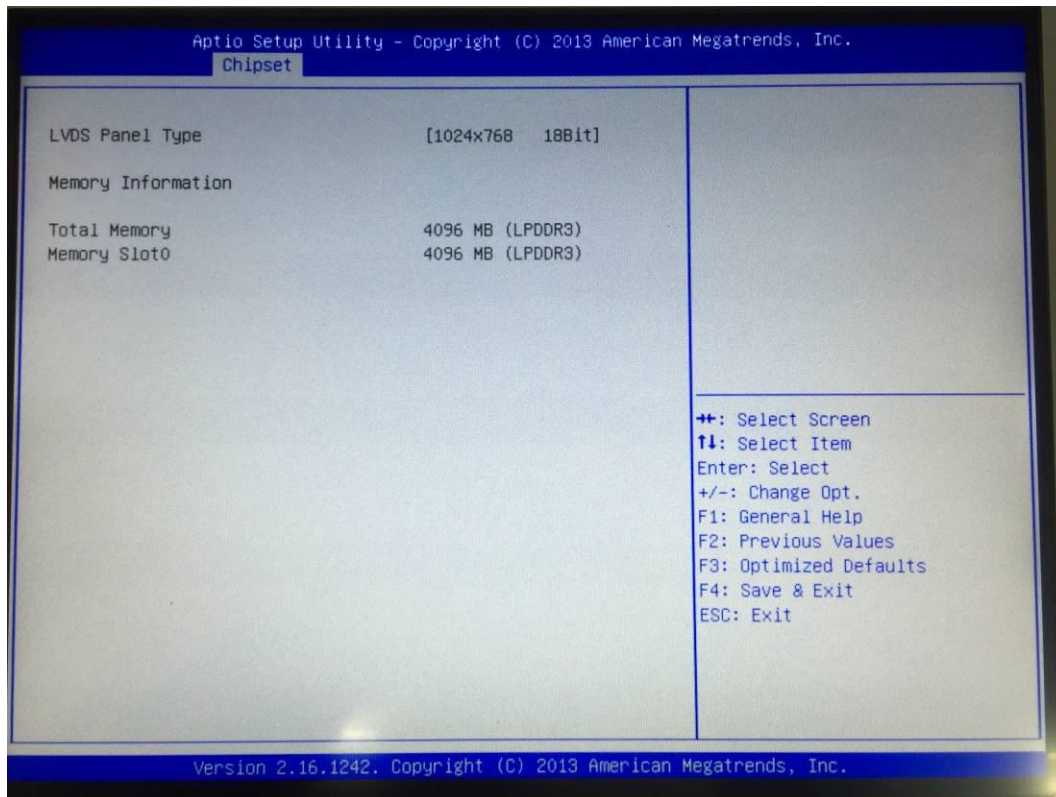 Aptio Setup Utility - Copyright (C) 2013 American Megatrends, Inc.
Chipset
LVDS Panel Type [1024x768 18Bit]
Memory Information
Total Memory 4096 MB (LPDDR3)
Memory Slot0 4096 MB (LPDDR3)
→←: Select Screen
↑↓: Select Item
Enter: Select
+/-: Change Opt.
F1: General Help
F2: Previous Values
F3: Optimized Defaults
F4: Save & Exit
ESC: Exit
Version 2.16.1242. Copyright (C) 2013 American Megatrends, Inc.